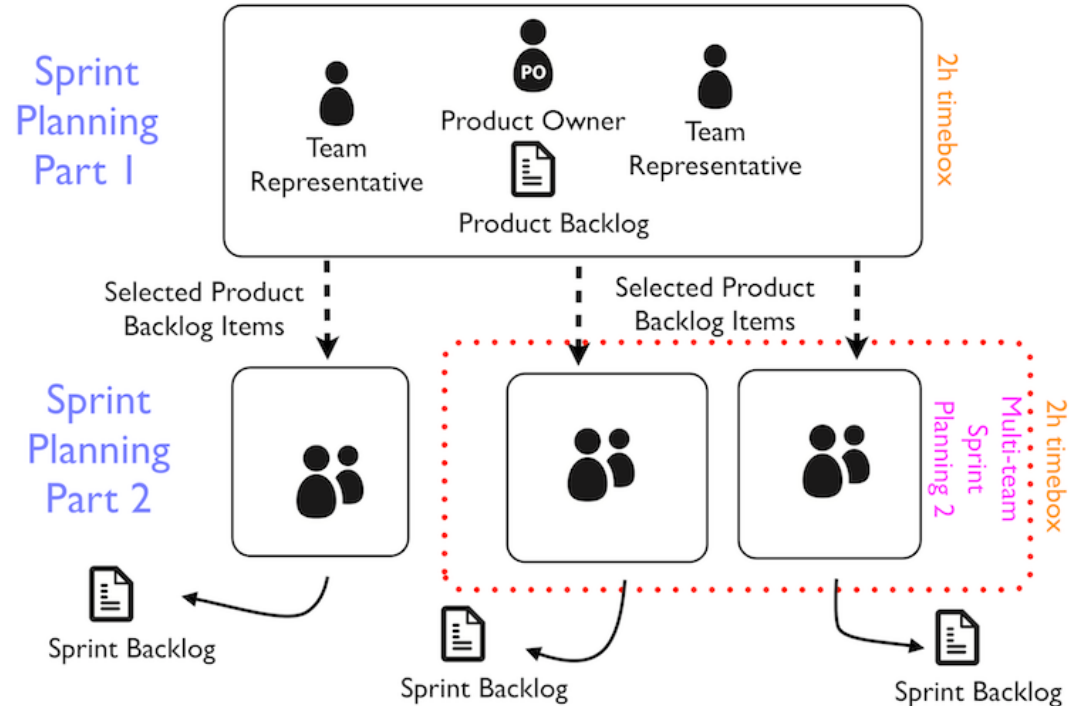 Sprint
Planning
Part 1
PO
Product Owner
Team
Representative
Team
Representative
Product Backlog
2h timebox
Selected Product
Backlog Items
Selected Product
Backlog Items
Sprint
Planning
Part 2
Multi-team
Sprint
Planning 2
2h timebox
Sprint Backlog
Sprint Backlog
Sprint Backlog